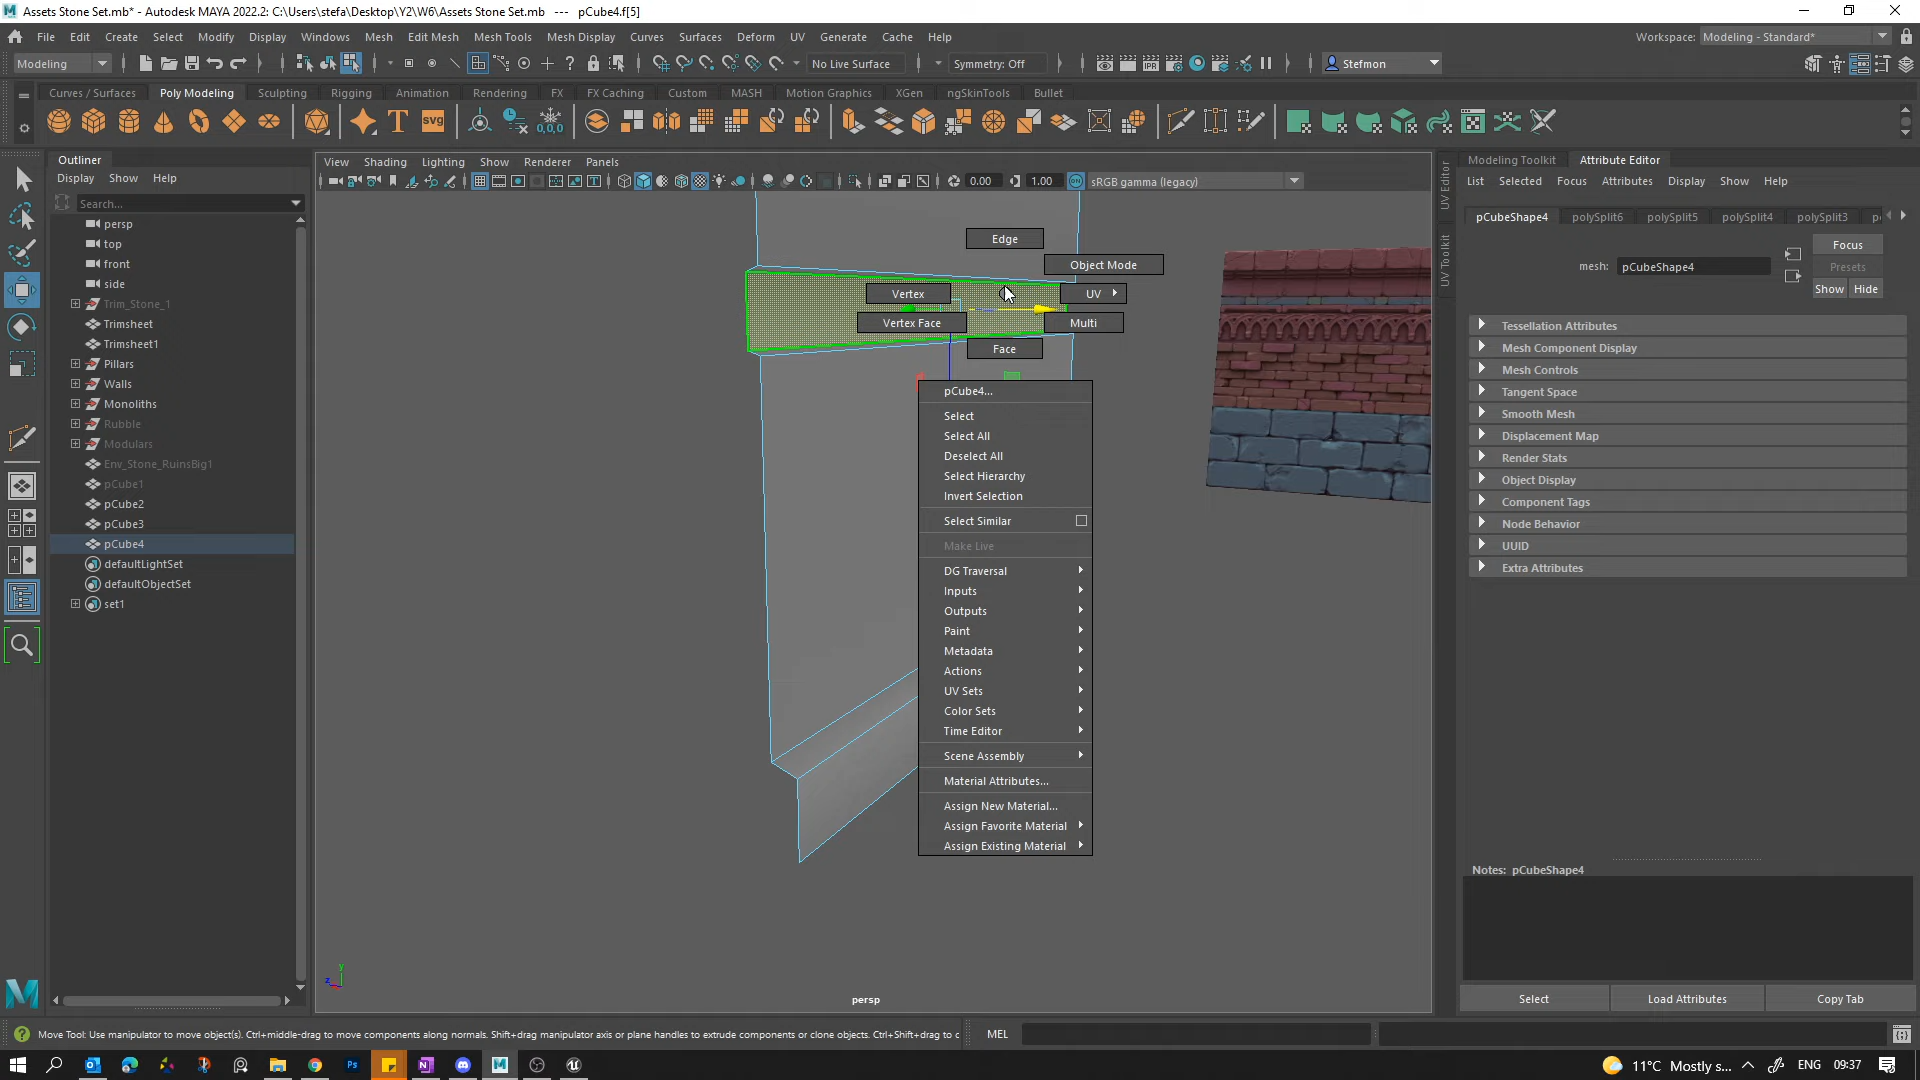 Assets Stone Set.mb* - Autodesk MAYA 2022.2: C:\Users\stefa\Desktop\Y2\W6\Assets Stone Set.mb   ---   pCube4.f[5]
File Edit Create Select Modify Display Windows Mesh Edit Mesh Mesh Tools Mesh Display Curves Surfaces Deform UV Generate Cache Help
Workspace: Modeling - Standard*
Modeling
No Live Surface
Symmetry: Off
Stefmon
Curves / Surfaces Poly Modeling Sculpting Rigging Animation Rendering FX FX Caching Custom MASH Motion Graphics XGen ngSkinTools Bullet
T
svg
0,0,0
Outliner
Display Show Help
Search...
persp
top
front
side
Trim_Stone_1
Trimsheet
Trimsheet1
Pillars
Walls
Monoliths
Rubble
Modulars
Env_Stone_RuinsBig1
pCube1
pCube2
pCube3
pCube4
defaultLightSet
defaultObjectSet
set1
View Shading Lighting Show Renderer Panels
0.00
1.00
ON
sRGB gamma (legacy)
Edge
Object Mode
Vertex
UV
Vertex Face
Multi
Face
pCube4...
Select
Select All
Deselect All
Select Hierarchy
Invert Selection
Select Similar
Make Live
DG Traversal
Inputs
Outputs
Paint
Metadata
Actions
UV Sets
Color Sets
Time Editor
Scene Assembly
Material Attributes...
Assign New Material...
Assign Favorite Material
Assign Existing Material
y
z
persp
UV Editor
UV Toolkit
Modeling Toolkit Attribute Editor
List Selected Focus Attributes Display Show Help
pCubeShape4 polySplit6 polySplit5 polySplit4 polySplit3
mesh: pCubeShape4
Focus
Presets
Show Hide
Tessellation Attributes
Mesh Component Display
Mesh Controls
Tangent Space
Smooth Mesh
Displacement Map
Render Stats
Object Display
Component Tags
Node Behavior
UUID
Extra Attributes
Notes: pCubeShape4
Select Load Attributes Copy Tab
Move Tool: Use manipulator to move object(s). Ctrl+middle-drag to move components along normals. Shift+drag manipulator axis or plane handles to extrude components or clone objects. Ctrl+Shift+drag to c
MEL
11°C Mostly s...
ENG
09:37